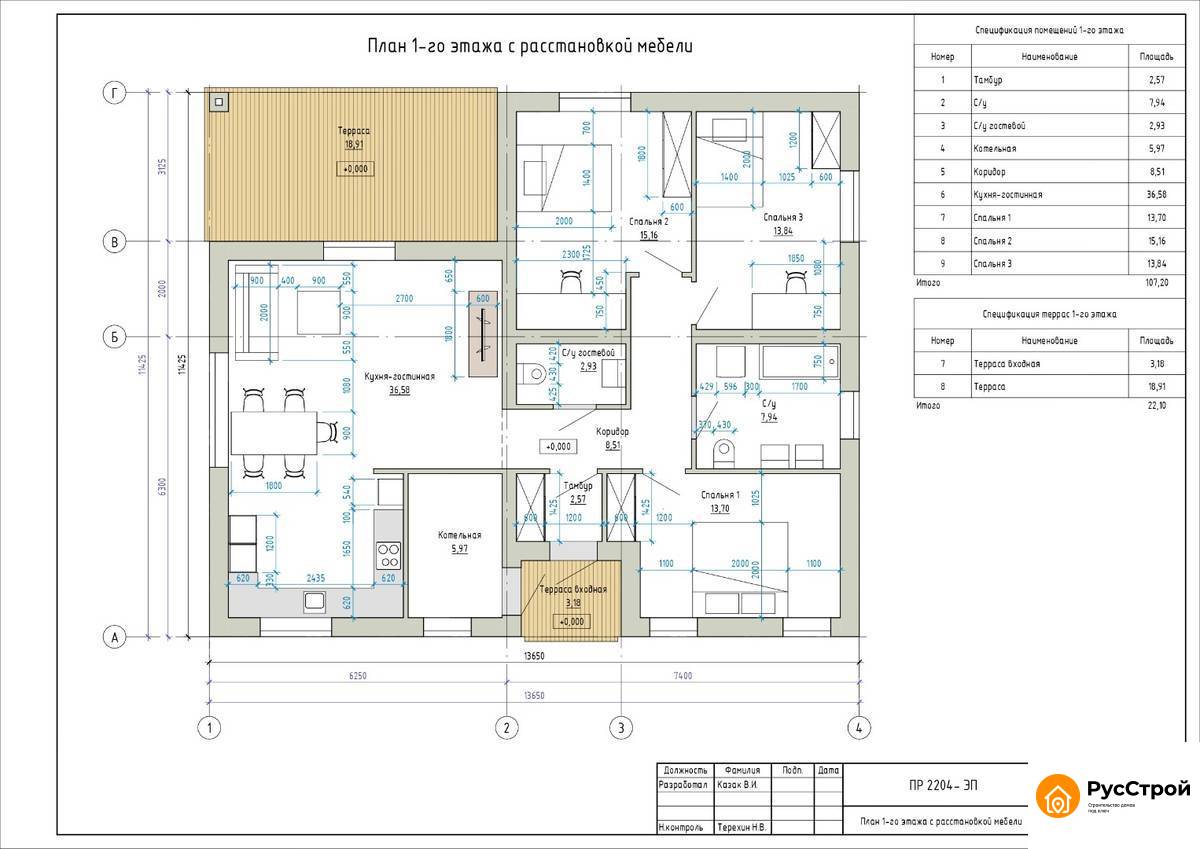 План 1-го этажа с расстановкой мебели
Спецификация помещений 1-го этажа
Номер Наименование Площадь
1 Тамбур 2,57
2 С/у 7,94
3 С/у гостевой 2,93
4 Котельная 5,97
5 Коридор 8,51
6 Кухня-гостинная 36,58
7 Спальня 1 13,70
8 Спальня 2 15,16
9 Спальня 3 13,84
Итого 107,20
Спецификация террас 1-го этажа
Номер Наименование Площадь
7 Терраса входная 3,18
8 Терраса 18,91
Итого 22,10
Г
В
Б
А
11425
3125
2000
6300
11425
Терраса
18,91
+0,000
700
1800
1400
2000
600
Спальня 2
15,16
2300
1725
450
750
1200
2000
1400 1025 600
Спальня 3
13,84
1850
1080
750
900 400 900
550
2000
900
550
2700
650
600
1800
Кухня-гостинная
36,58
1080
900
1800
С/у гостевой
2,93
420
430
425
750
429 596 300 1700
С/у
7,94
370 430
Коридор
8,51
+0,000
540
100
1650
1200
330
620 2435 620
620
Котельная
5,97
Тамбур
2,57
600
1425
1200
600
1425
1200
Спальня 1
13,70
1025
1100 2000 1100
2000
Терраса входная
3,18
+0,000
13650
6250 7400
13650
1 2 3 4
Должность Фамилия Подп. Дата
Разработал Казак В.И.
Н.контроль Терехин Н.В.
ПР 2204- ЭП
План 1-го этажа с расстановкой мебели
РусСтрой
Строительство домов
под ключ